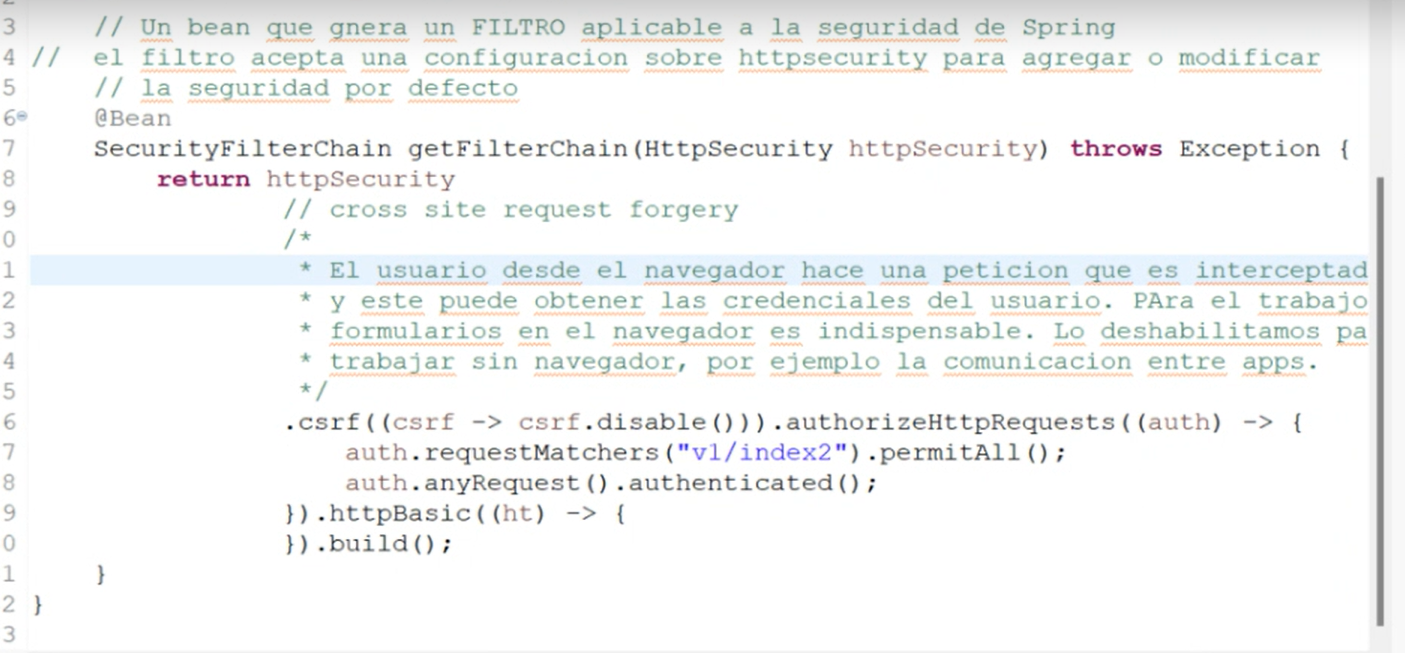 3 // Un bean que gnera un FILTRO aplicable a la seguridad de Spring
4 // el filtro acepta una configuracion sobre httpsecurity para agregar o modificar
5 // la seguridad por defecto
6 @Bean
7 SecurityFilterChain getFilterChain(HttpSecurity httpSecurity) throws Exception {
8 return httpSecurity
9 // cross site request forgery
0 /*
1 * El usuario desde el navegador hace una peticion que es interceptad
2 * y este puede obtener las credenciales del usuario. PAra el trabajo
3 * formularios en el navegador es indispensable. Lo deshabilitamos pa
4 * trabajar sin navegador, por ejemplo la comunicacion entre apps.
5 */
6 .csrf((csrf -> csrf.disable())).authorizeHttpRequests((auth) -> {
7 auth.requestMatchers("v1/index2").permitAll();
8 auth.anyRequest().authenticated();
9 }).httpBasic((ht) -> {
0 }).build();
1 }
2 }
3